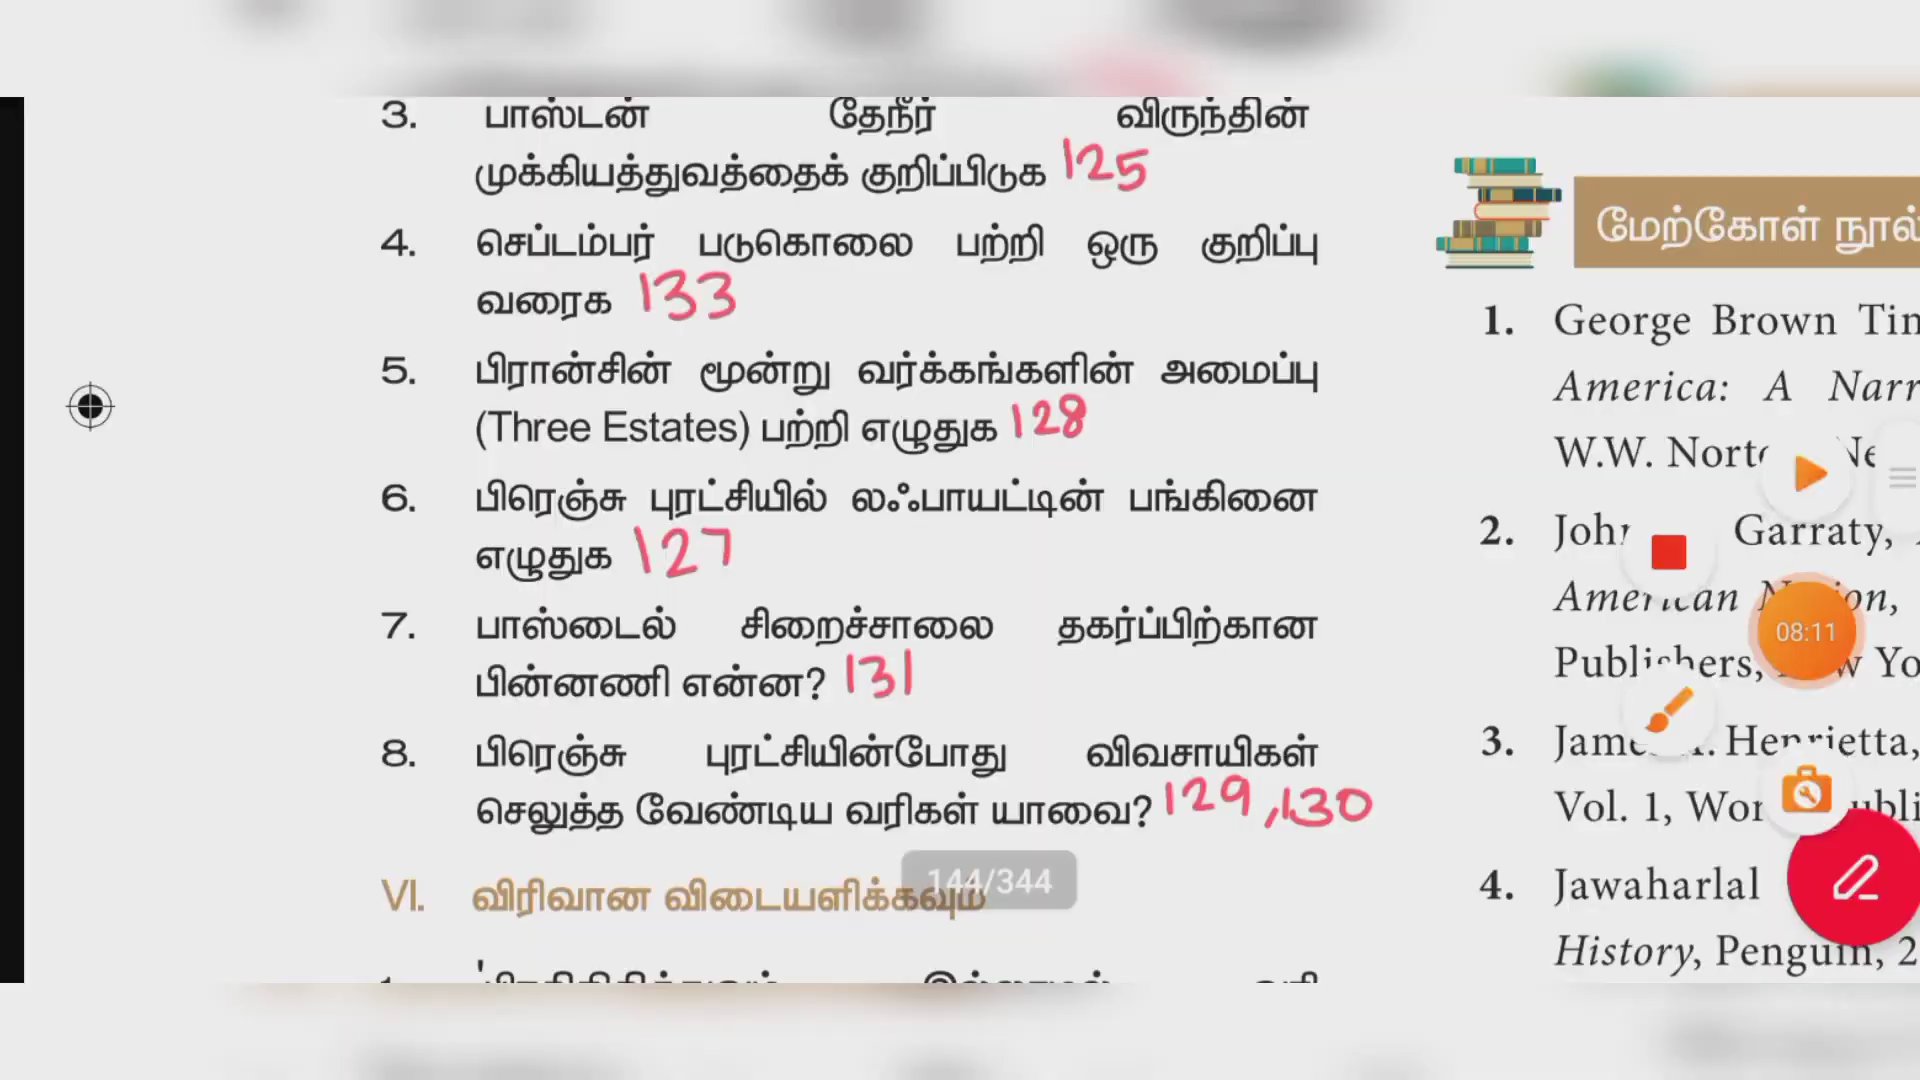 3. பாஸ்டன் தேநீர் விருந்தின்
முக்கியத்துவத்தைக் குறிப்பிடுக 125
4. செப்டம்பர் படுகொலை பற்றி ஒரு குறிப்பு
வரைக 133
5. பிரான்சின் மூன்று வர்க்கங்களின் அமைப்பு
(Three Estates) பற்றி எழுதுக 128
6. பிரெஞ்சு புரட்சியில் லஃபாயட்டின் பங்கினை
எழுதுக 127
7. பாஸ்டைல் சிறைச்சாலை தகர்ப்பிற்கான
பின்னணி என்ன? 131
8. பிரெஞ்சு புரட்சியின்போது விவசாயிகள்
செலுத்த வேண்டிய வரிகள் யாவை? 129,130
144/344
VI. விரிவான விடையளிக்கவும்
மேற்கோள் நூல்
1. George Brown Tin
America: A Narr
W.W. Nort Ne
2. Garraty,
American
Publishers, Yo
08:11
3. Henrietta,
Vol. 1,
4. Jawaharlal
History, Penguin, 2